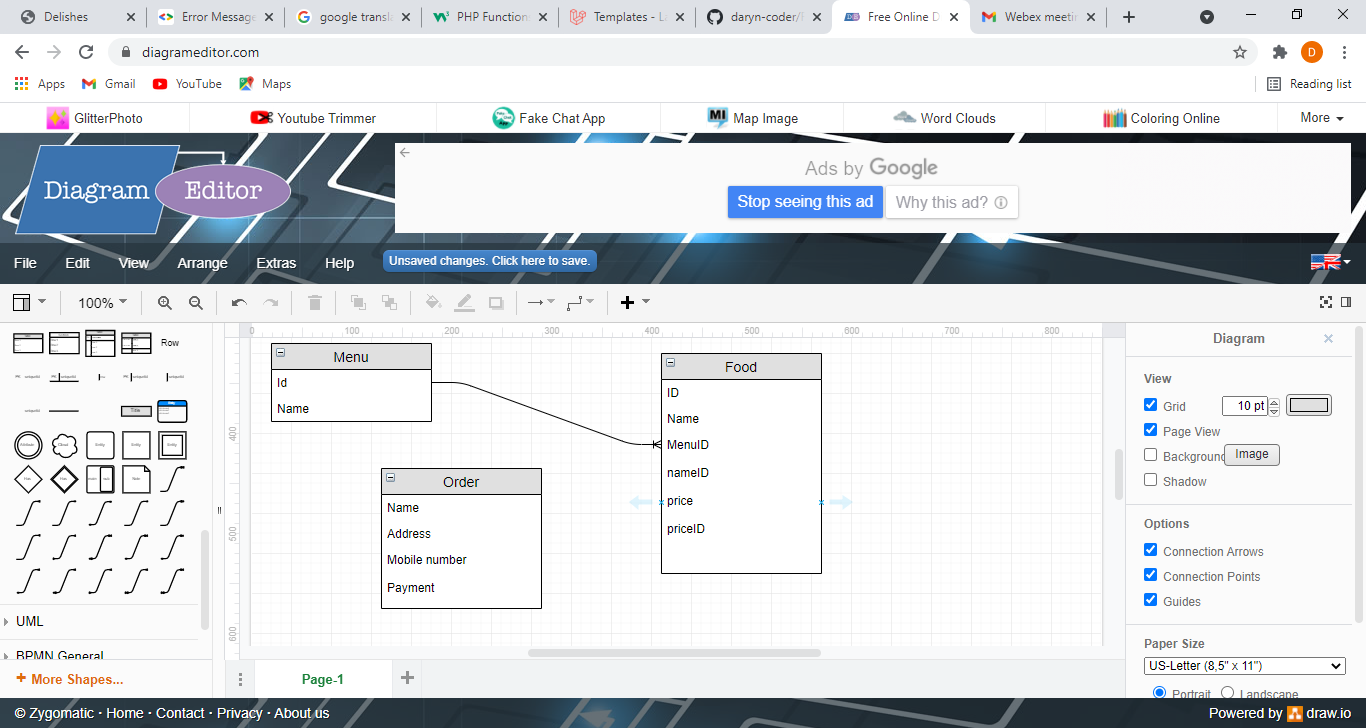 Delishes
Error Message
google transl
PHP Function
Templates - La
daryn-coder/
Free Online D
Webex meetin
diagrameditor.com
D
Apps
Gmail
YouTube
Maps
Reading list
GlitterPhoto
Youtube Trimmer
Fake Chat App
Map Image
Word Clouds
Coloring Online
More
Diagram Editor
Ads by Google
Stop seeing this ad
Why this ad?
File Edit View Arrange Extras Help
Unsaved changes. Click here to save.
100%
Row
Title
UML
BPMN General
+ More Shapes...
0 100 200 300 400 500 600 700 800
400
500
600
Menu
Id
Name
Order
Name
Address
Mobile number
Payment
Food
ID
Name
MenuID
nameID
price
priceID
Page-1
Diagram
View
Grid
10 pt
Page View
Background
Image
Shadow
Options
Connection Arrows
Connection Points
Guides
Paper Size
US-Letter (8,5" x 11")
Portrait Landscape
© Zygomatic · Home · Contact · Privacy · About us
Powered by draw.io